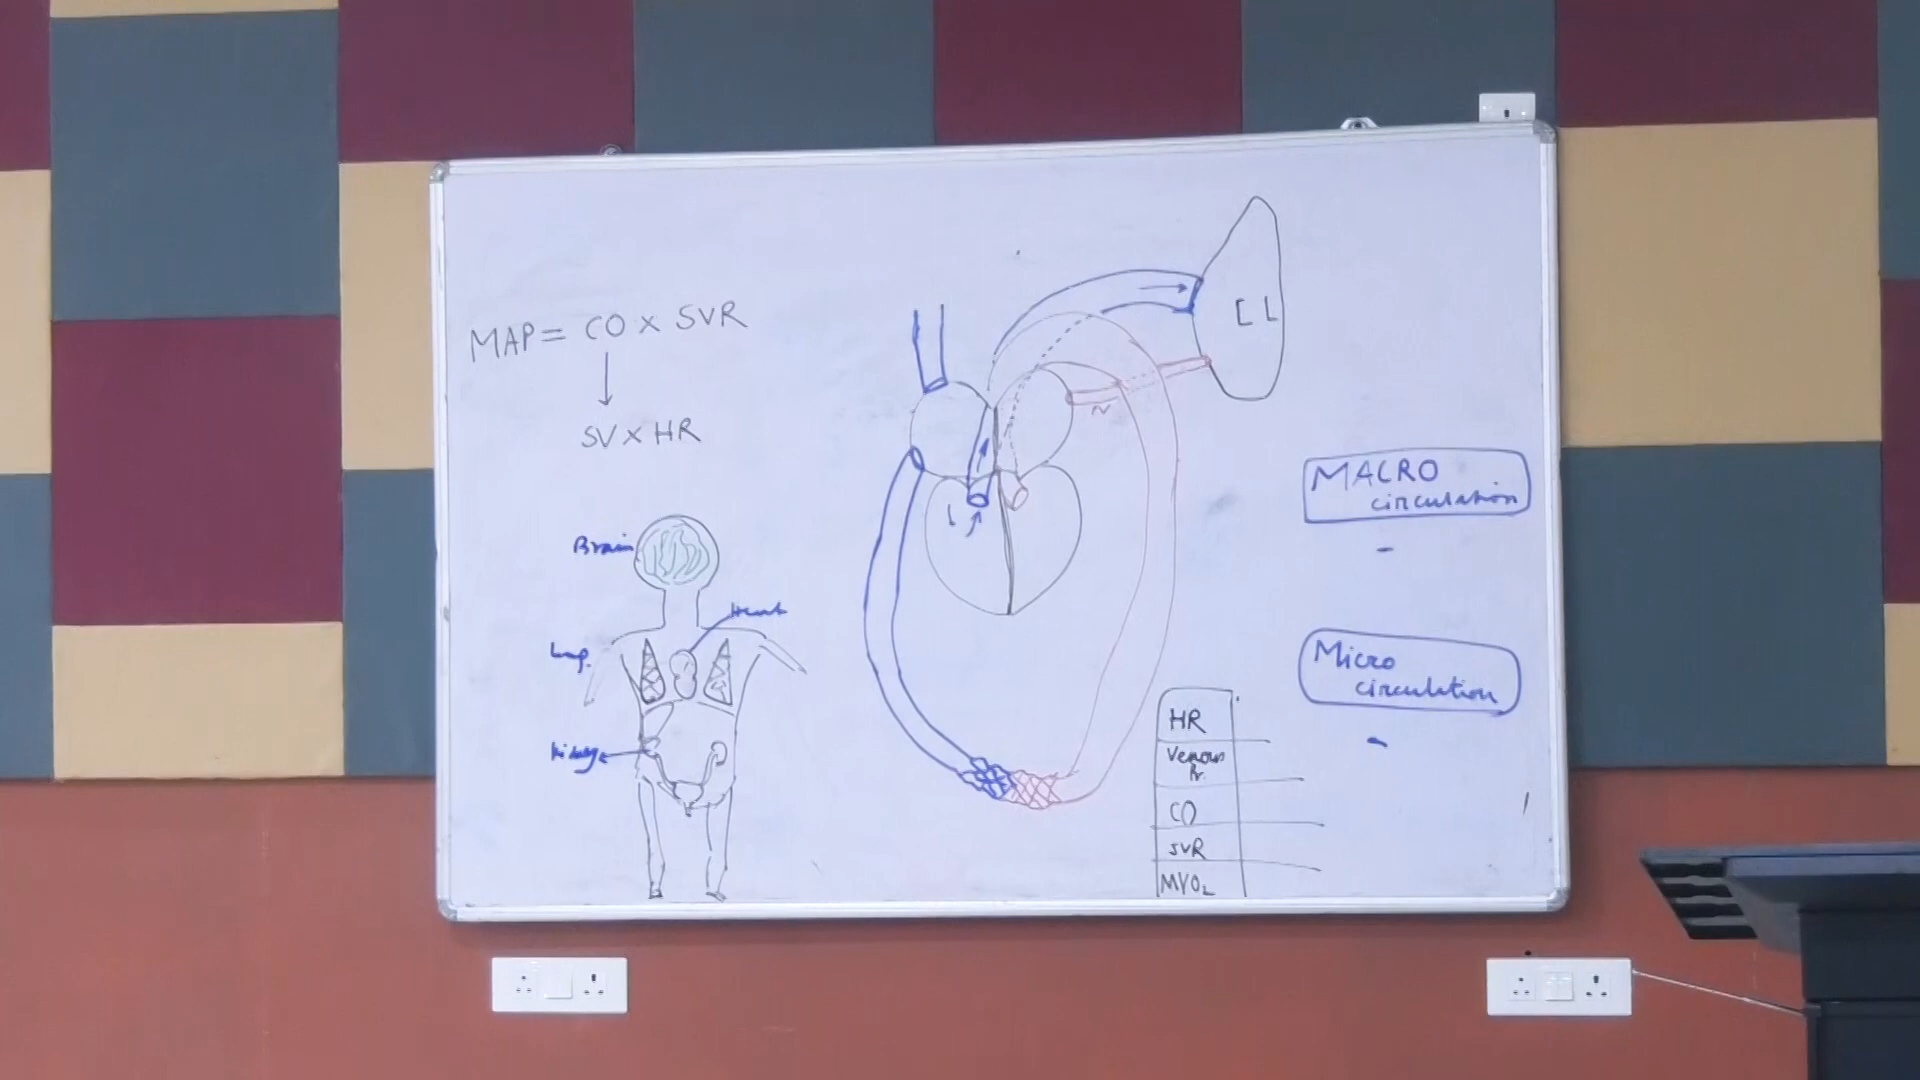 MAP = CO x SVR
↓
SV x HR
Brain
Heart
Lung.
Kidney
MACRO
circulation
-
Micro
circulation
-
HR
Venous
Pr.
CO
SVR
MVO2